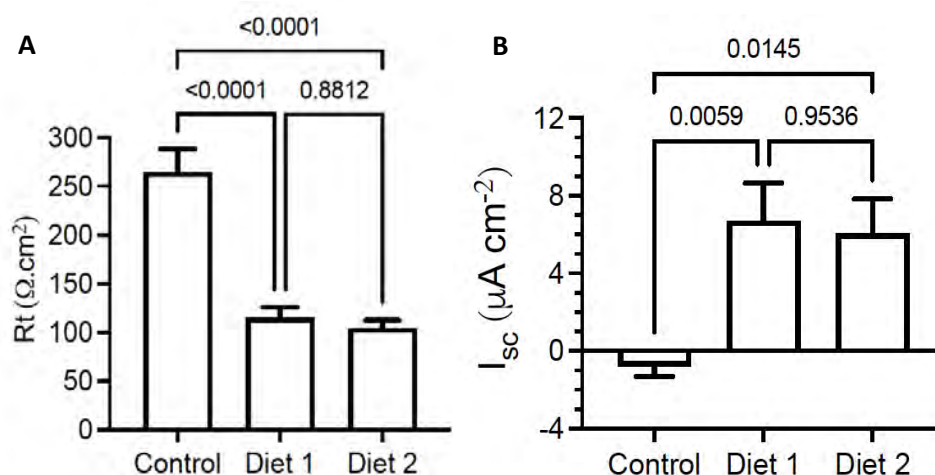 A
<0.0001
<0.0001 0.8812
Rt (Ω.cm²)
300
250
200
150
100
50
0
Control Diet 1 Diet 2
B
0.0145
0.0059 0.9536
I_sc (µA cm⁻²)
12
8
4
0
-4
Control Diet 1 Diet 2